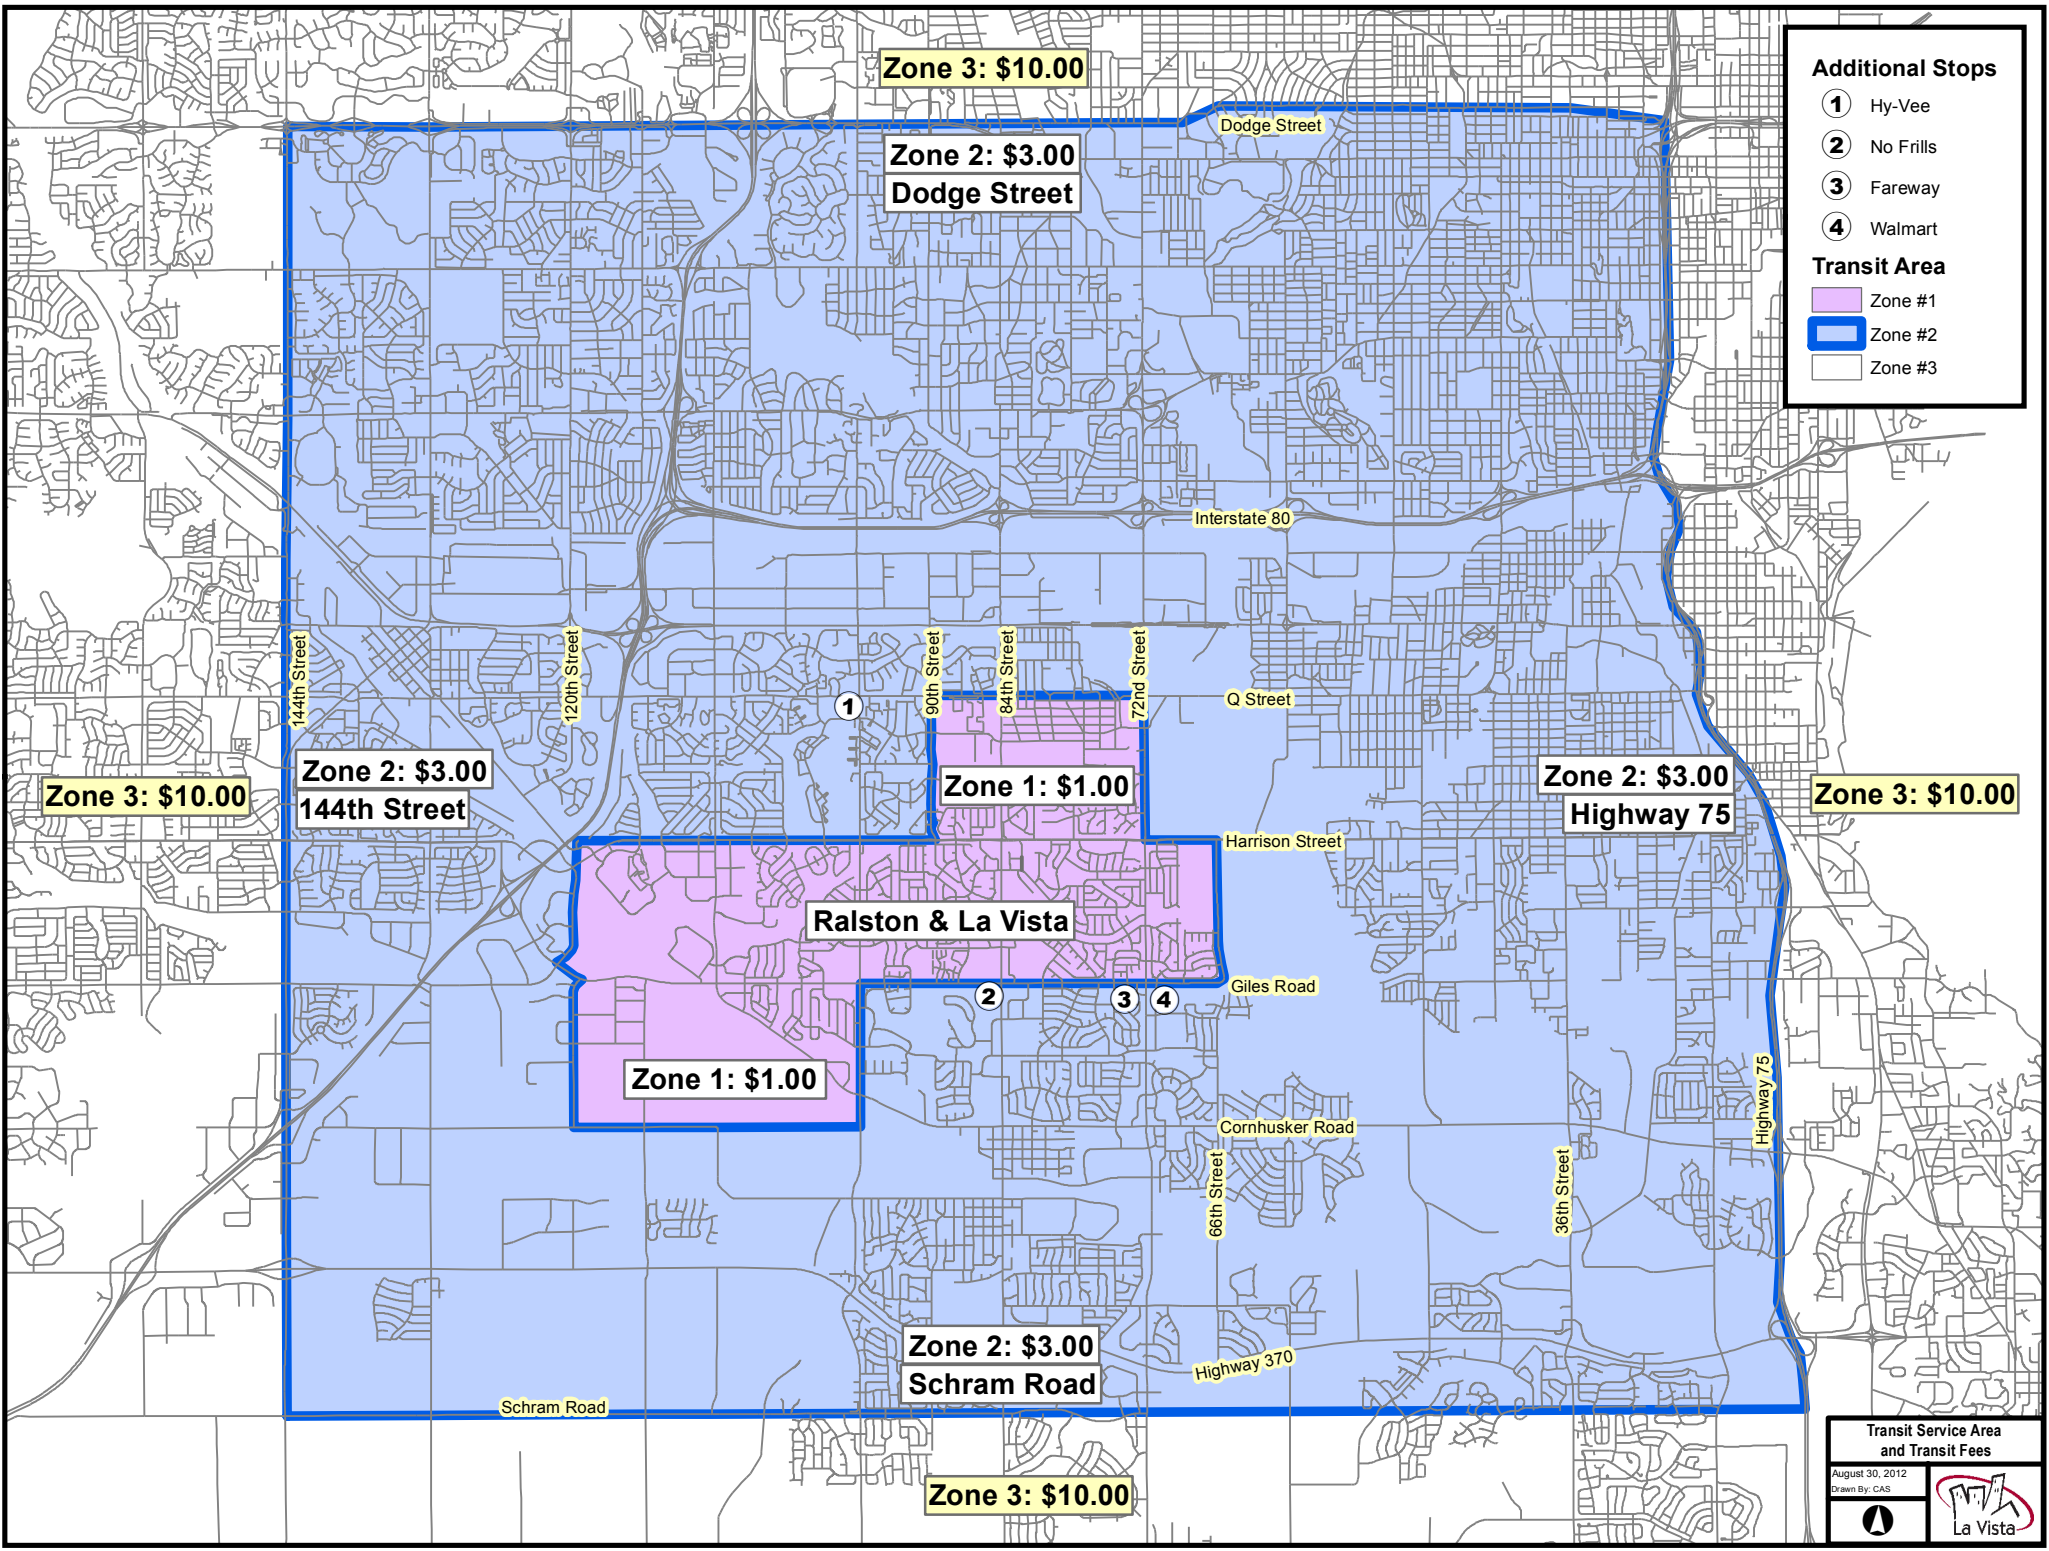 Zone 3: $10.00
Dodge Street
Zone 2: $3.00
Dodge Street
Additional Stops
1 Hy-Vee
2 No Frills
3 Fareway
4 Walmart
Transit Area
Zone #1
Zone #2
Zone #3
Interstate 80
144th Street
120th Street
90th Street
84th Street
72nd Street
Q Street
1
Zone 2: $3.00
144th Street
Zone 3: $10.00
Zone 1: $1.00
Zone 2: $3.00
Highway 75
Zone 3: $10.00
Harrison Street
Ralston & La Vista
Giles Road
2
3
4
Zone 1: $1.00
Highway 75
Cornhusker Road
66th Street
36th Street
Zone 2: $3.00
Schram Road
Highway 370
Schram Road
Zone 3: $10.00
Transit Service Area
and Transit Fees
August 30, 2012
Drawn By: CAS
La Vista